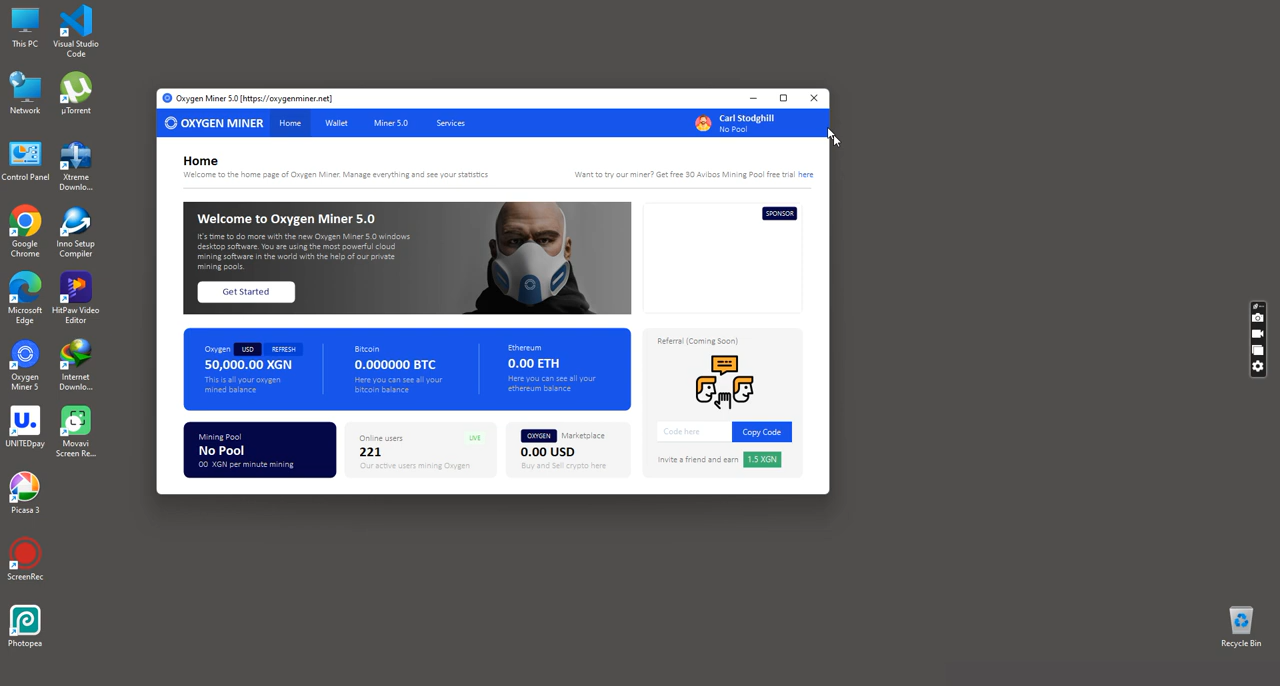 This PC
Visual Studio
Code
Network
µTorrent
Control Panel
Xtreme
Downlo...
Google
Chrome
Inno Setup
Compiler
Microsoft
Edge
HitPaw Video
Editor
Oxygen
Miner 5
Internet
Downlo...
UNITEDpay
Movavi
Screen Re...
Picasa 3
ScreenRec
Photopea
Recycle Bin
Oxygen Miner 5.0 [https://oxygenminer.net]
OXYGEN MINER
Home
Wallet
Miner 5.0
Services
Carl Stodghill
No Pool
Home
Welcome to the home page of Oxygen Miner. Manage everything and see your statistics
Want to try our miner? Get free 30 Avibos Mining Pool free trial here
Welcome to Oxygen Miner 5.0
It's time to do more with the new Oxygen Miner 5.0 windows
desktop software. You are using the most powerful cloud
mining software in the world with the help of our private
mining pools.
Get Started
SPONSOR
Oxygen USD REFRESH
50,000.00 XGN
This is all your oxygen
mined balance
Bitcoin
0.000000 BTC
Here you can see all your
bitcoin balance
Ethereum
0.00 ETH
Here you can see all your
ethereum balance
Referral (Coming Soon)
Code here
Copy Code
Invite a friend and earn 1.5 XGN
Mining Pool
No Pool
00 XGN per minute mining
Online users LIVE
221
Our active users mining Oxygen
OXYGEN Marketplace
0.00 USD
Buy and Sell crypto here